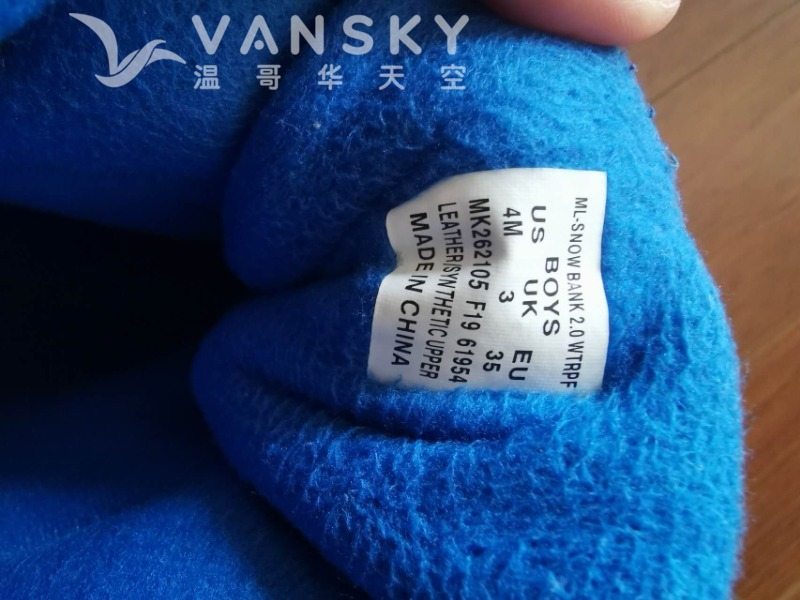 VANSKY
温哥华天空
ML-SNOW BANK 2.0 WTRPF
BOYS
US UK EU
4M 3 35
MK262105 F19 61954
LEATHER/SYNTHETIC UPPER
MADE IN CHINA